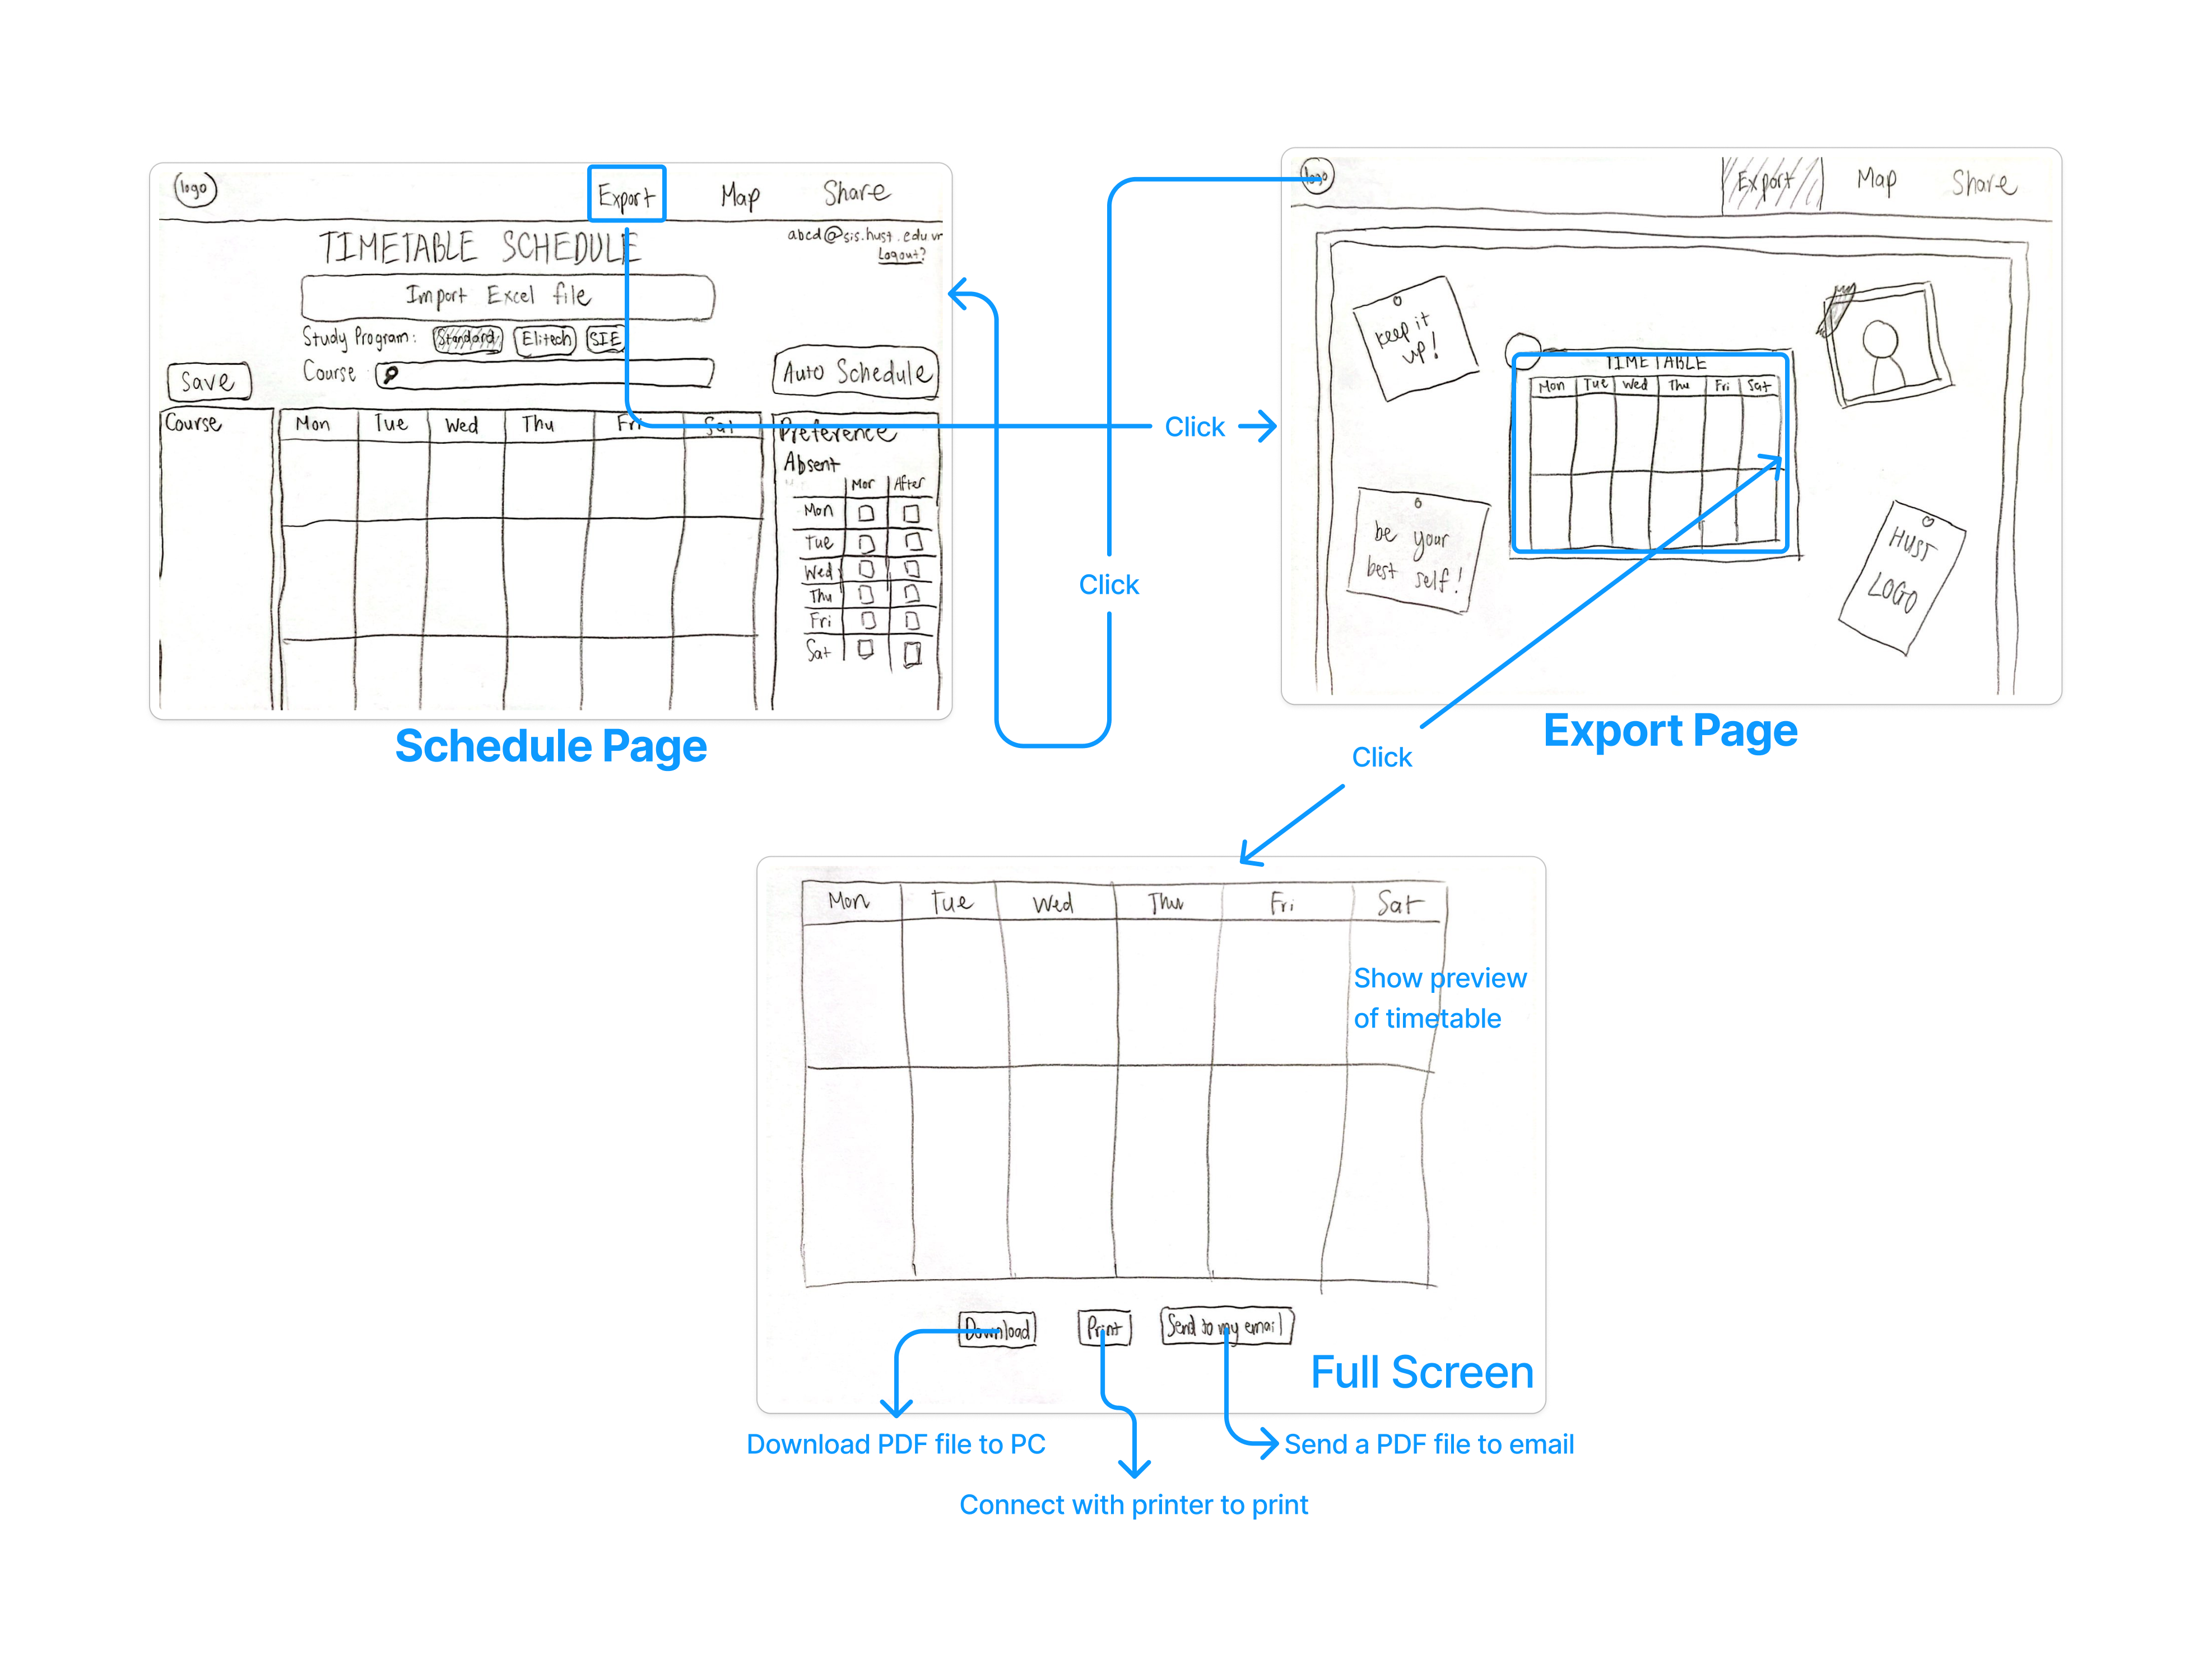 logo
Export
Map
Share
TIMETABLE SCHEDULE
abcd@sis.hust.edu.vr
Logout?
Import Excel file
Study Program: Standard Elitech SIE
Course
Save
Auto Schedule
Course
Mon Tue Wed Thu Fri Sat
Preference
Absent
Mor After
Mon
Tue
Wed
Thu
Fri
Sat
Schedule Page
Click
Click
logo
Export
Map
Share
keep it
up!
TIMETABLE
Mon Tue Wed Thu Fri Sat
be your
best self!
HUST
LOGO
Export Page
Click
Mon Tue Wed Thu Fri Sat
Show preview
of timetable
Download
Print
Send to my email
Full Screen
Download PDF file to PC
Send a PDF file to email
Connect with printer to print